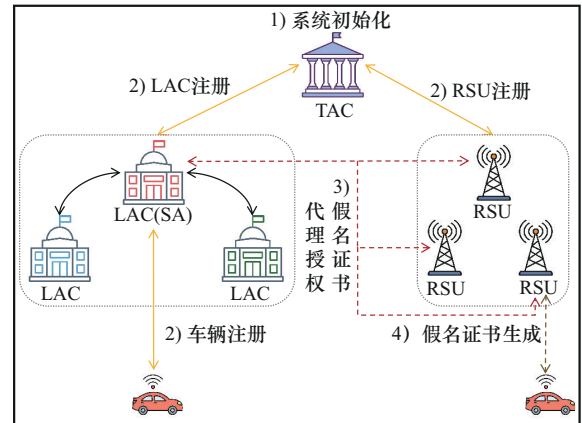 1) 系统初始化
TAC
2) LAC注册
2) RSU注册
LAC(SA)
LAC
LAC
3)假名证书
代理授权
RSU
RSU
RSU
2) 车辆注册
4）假名证书生成